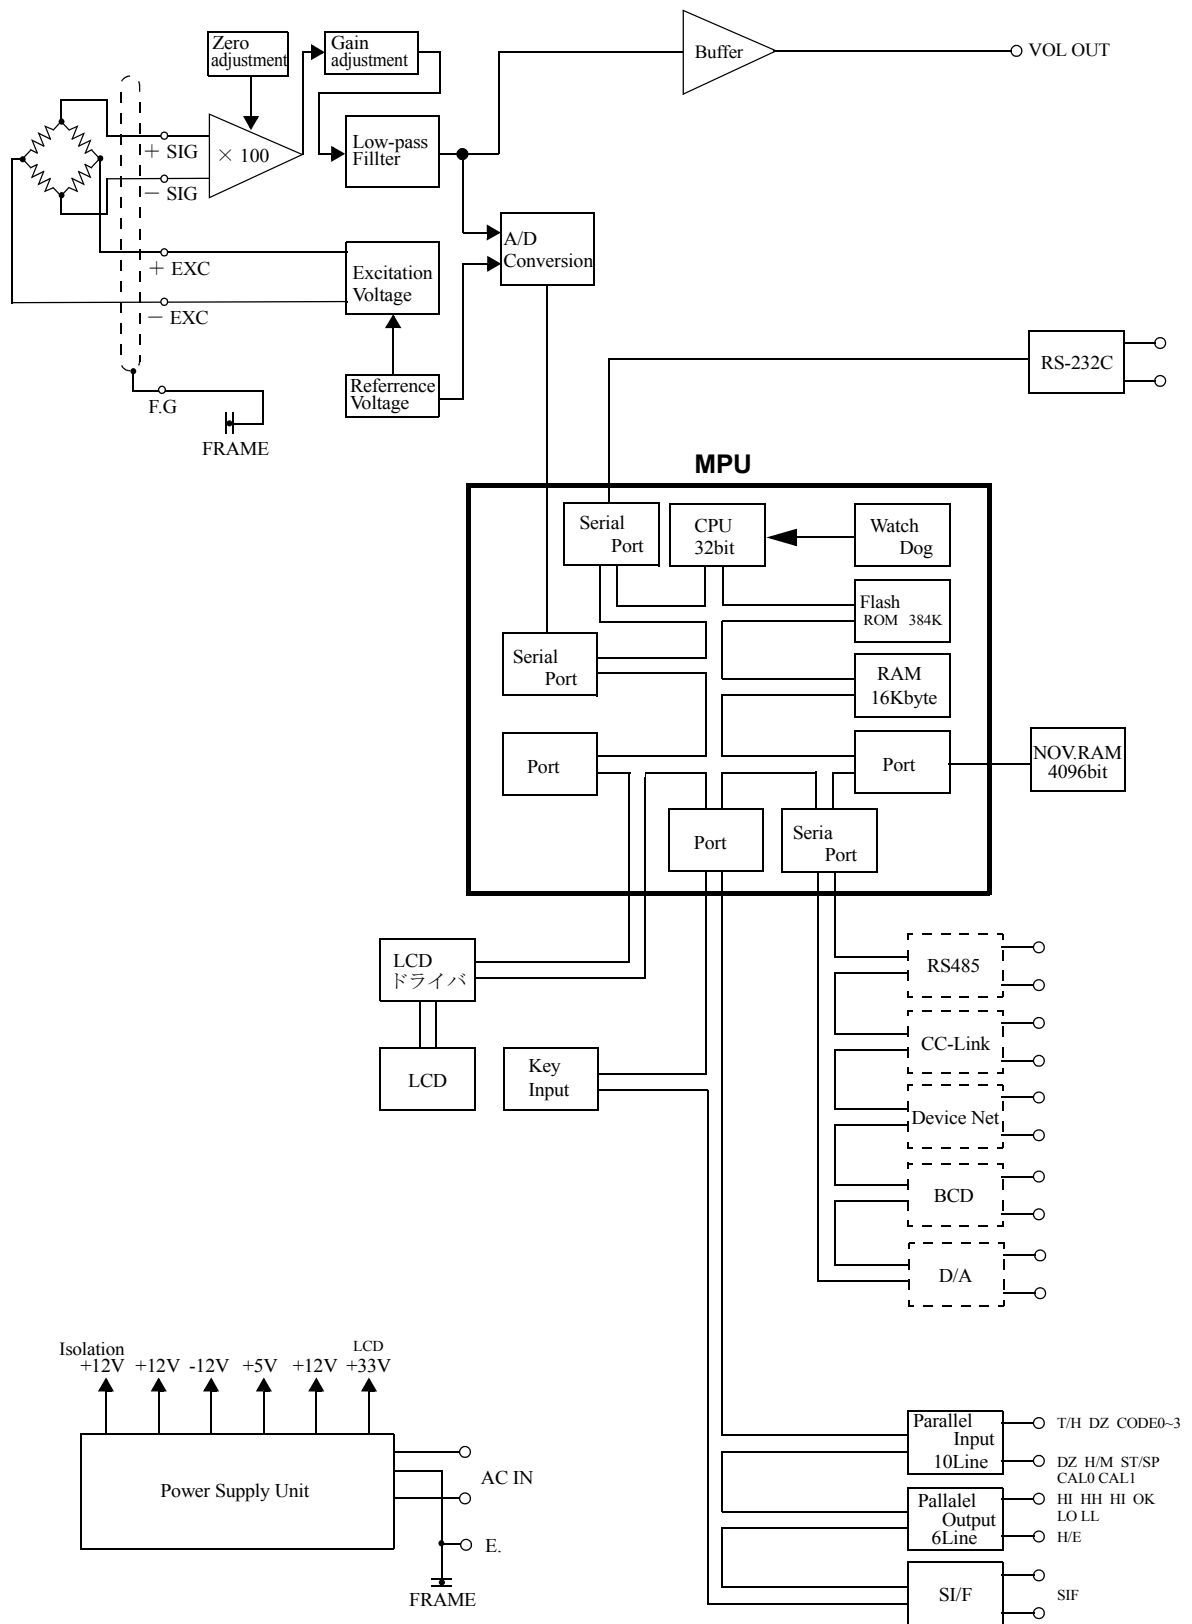 Zero
adjustment
Gain
adjustment
Buffer
VOL OUT
+ SIG
× 100
Low-pass
Fillter
− SIG
A/D
Conversion
+ EXC
Excitation
Voltage
− EXC
Referrence
Voltage
F.G
FRAME
RS-232C
MPU
Serial
Port
CPU
32bit
Watch
Dog
Flash
ROM 384K
Serial
Port
RAM
16Kbyte
Port
Port
NOV.RAM
4096bit
Port
Seria
Port
LCD
ドライバ
RS485
LCD
Key
Input
CC-Link
Device Net
BCD
D/A
Isolation
+12V +12V -12V +5V +12V
LCD
+33V
Power Supply Unit
AC IN
E.
FRAME
Parallel
Input
10Line
T/H DZ CODE0~3
DZ H/M ST/SP
CAL0 CAL1
Pallalel
Output
6Line
HI HH HI OK
LO LL
H/E
SI/F
SIF